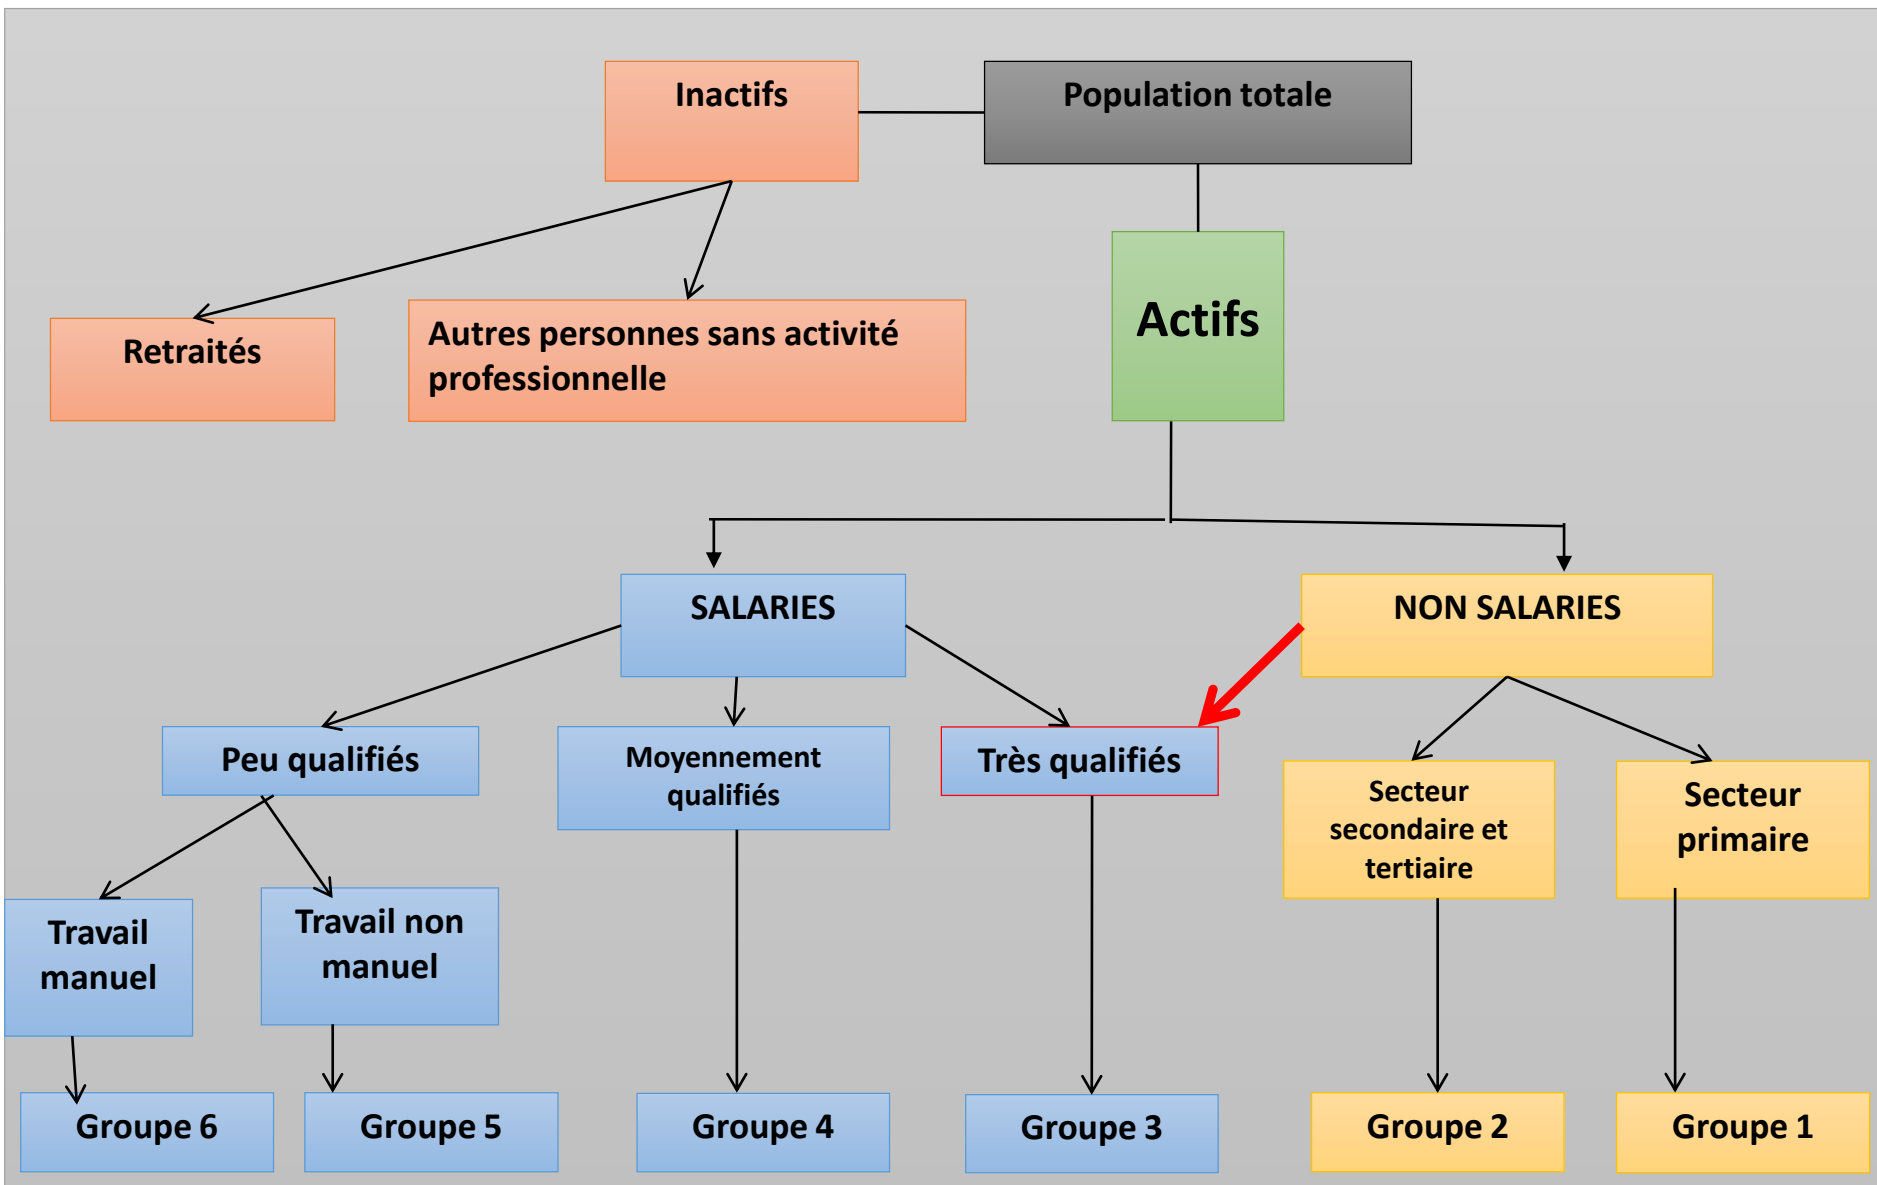 Inactifs
Population totale
Actifs
Retraités
Autres personnes sans activité
professionnelle
SALARIES
NON SALARIES
Peu qualifiés
Moyennement
qualifiés
Très qualifiés
Secteur
secondaire et
tertiaire
Secteur
primaire
Travail
manuel
Travail non
manuel
Groupe 6
Groupe 5
Groupe 4
Groupe 3
Groupe 2
Groupe 1